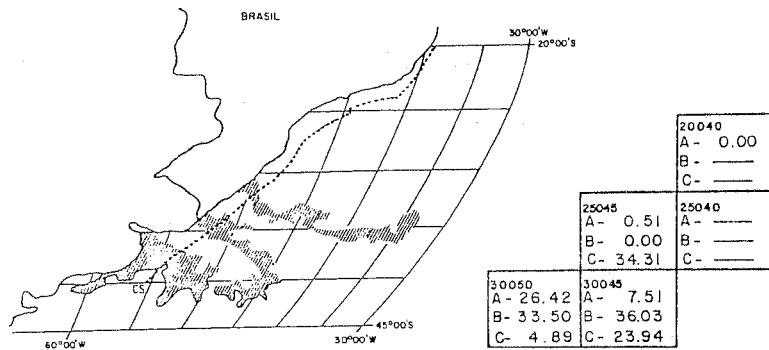 BRASIL
30°00'W
20°00'S
20040
A- 0.00
B- ——
C- ——
25045
A- 0.51
B- 0.00
C- 34.31
25040
A- ——
B- ——
C- ——
30050
A- 26.42
B- 33.50
C- 4.89
30045
A- 7.51
B- 36.03
C- 23.94
CS
60°00'W
30°00'W
45°00'S